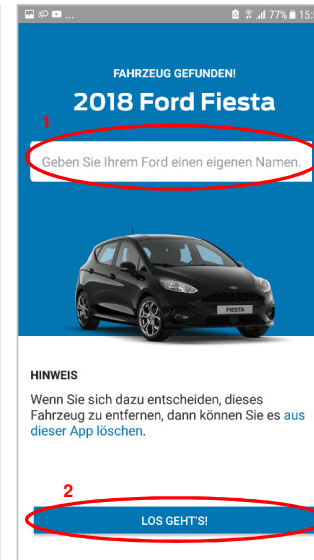 77% 15:
FAHRZEUG GEFUNDEN!
2018 Ford Fiesta
1
Geben Sie Ihrem Ford einen eigenen Namen.
FIESTA
HINWEIS
Wenn Sie sich dazu entscheiden, dieses
Fahrzeug zu entfernen, dann können Sie es aus
dieser App löschen.
2
LOS GEHT'S!